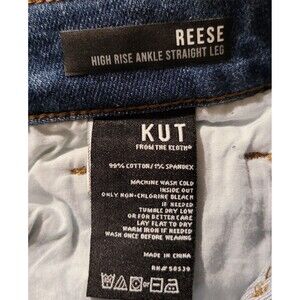 REESE
HIGH RISE ANKLE STRAIGHT LEG
KUT
FROM THE KLOTH®
99% COTTON/1% SPANDEX
MACHINE WASH COLD
INSIDE OUT
ONLY NON-CHLORINE BLEACH
IF NEEDED
TUMBLE DRY LOW
OR FOR BETTER CARE
LAY FLAT TO DRY
WARM IRON IF NEEDED
WASH ONCE BEFORE WEARING
MADE IN CHINA
RN# 58539